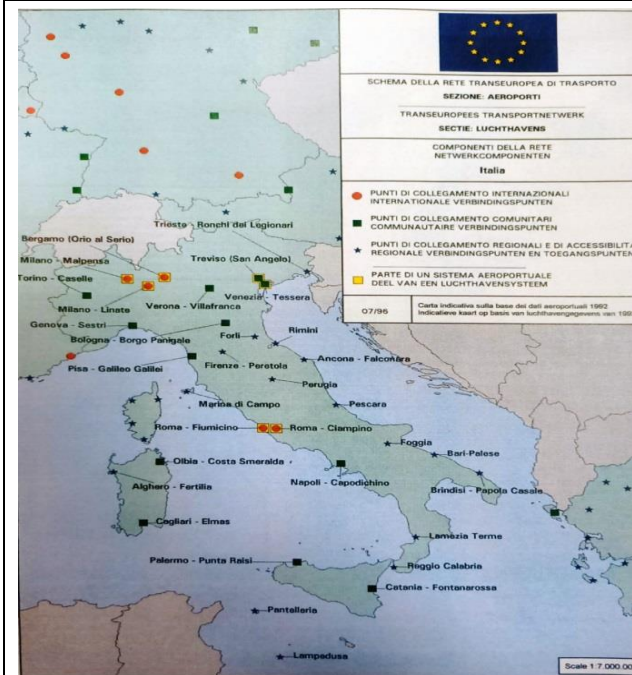 SCHEMA DELLA RETE TRANSEUROPEA DI TRASPORTO
SEZIONE: AEROPORTI
TRANSEUROPEES TRANSPORTNETWERK
SECTIE: LUCHTHAVENS
COMPONENTI DELLA RETE
NETWERKCOMPONENTEN
Italia
PUNTI DI COLLEGAMENTO INTERNAZIONALI
INTERNATIONALE VERBINDINGSPUNTEN
PUNTI DI COLLEGAMENTO COMUNITARI
COMMUNAUTAIRE VERBINDINGSPUNTEN
PUNTI DI COLLEGAMENTO REGIONALI E DI ACCESSIBILITA
REGIONALE VERBINDINGSPUNTEN EN TOEGANGSPUNTEN
PARTE DI UN SISTEMA AEROPORTUALE
DEEL VAN EEN LUCHTHAVENSYSTEEM
07/96
Carta indicativa sulla base dei dati aeroportuali 1992
Indicatieve kaart op basis van luchthavengegevens van 199
Trieste - Ronchi dei Legionari
Bergamo (Orio al Serio)
Milano - Malpensa
Treviso (San Angelo)
Torino - Caselle
Venezia - Tessera
Milano - Linate
Verona - Villafranca
Genova - Sestri
Bologna - Borgo Panigale
Forli
Rimini
Pisa - Galileo Galilei
Firenze - Peretola
Ancona - Falconara
Perugia
Marina di Campo
Pescara
Roma - Fiumicino
Roma - Ciampino
Foggia
Bari-Palese
Olbia - Costa Smeralda
Napoli - Capodichino
Brindisi - Papola Casale
Alghero - Fertilia
Cagliari - Elmas
Lamezia Terme
Palermo - Punta Raisi
Reggio Calabria
Catania - Fontanarossa
Pantelleria
Lampedusa
Scale 1:7.000.00